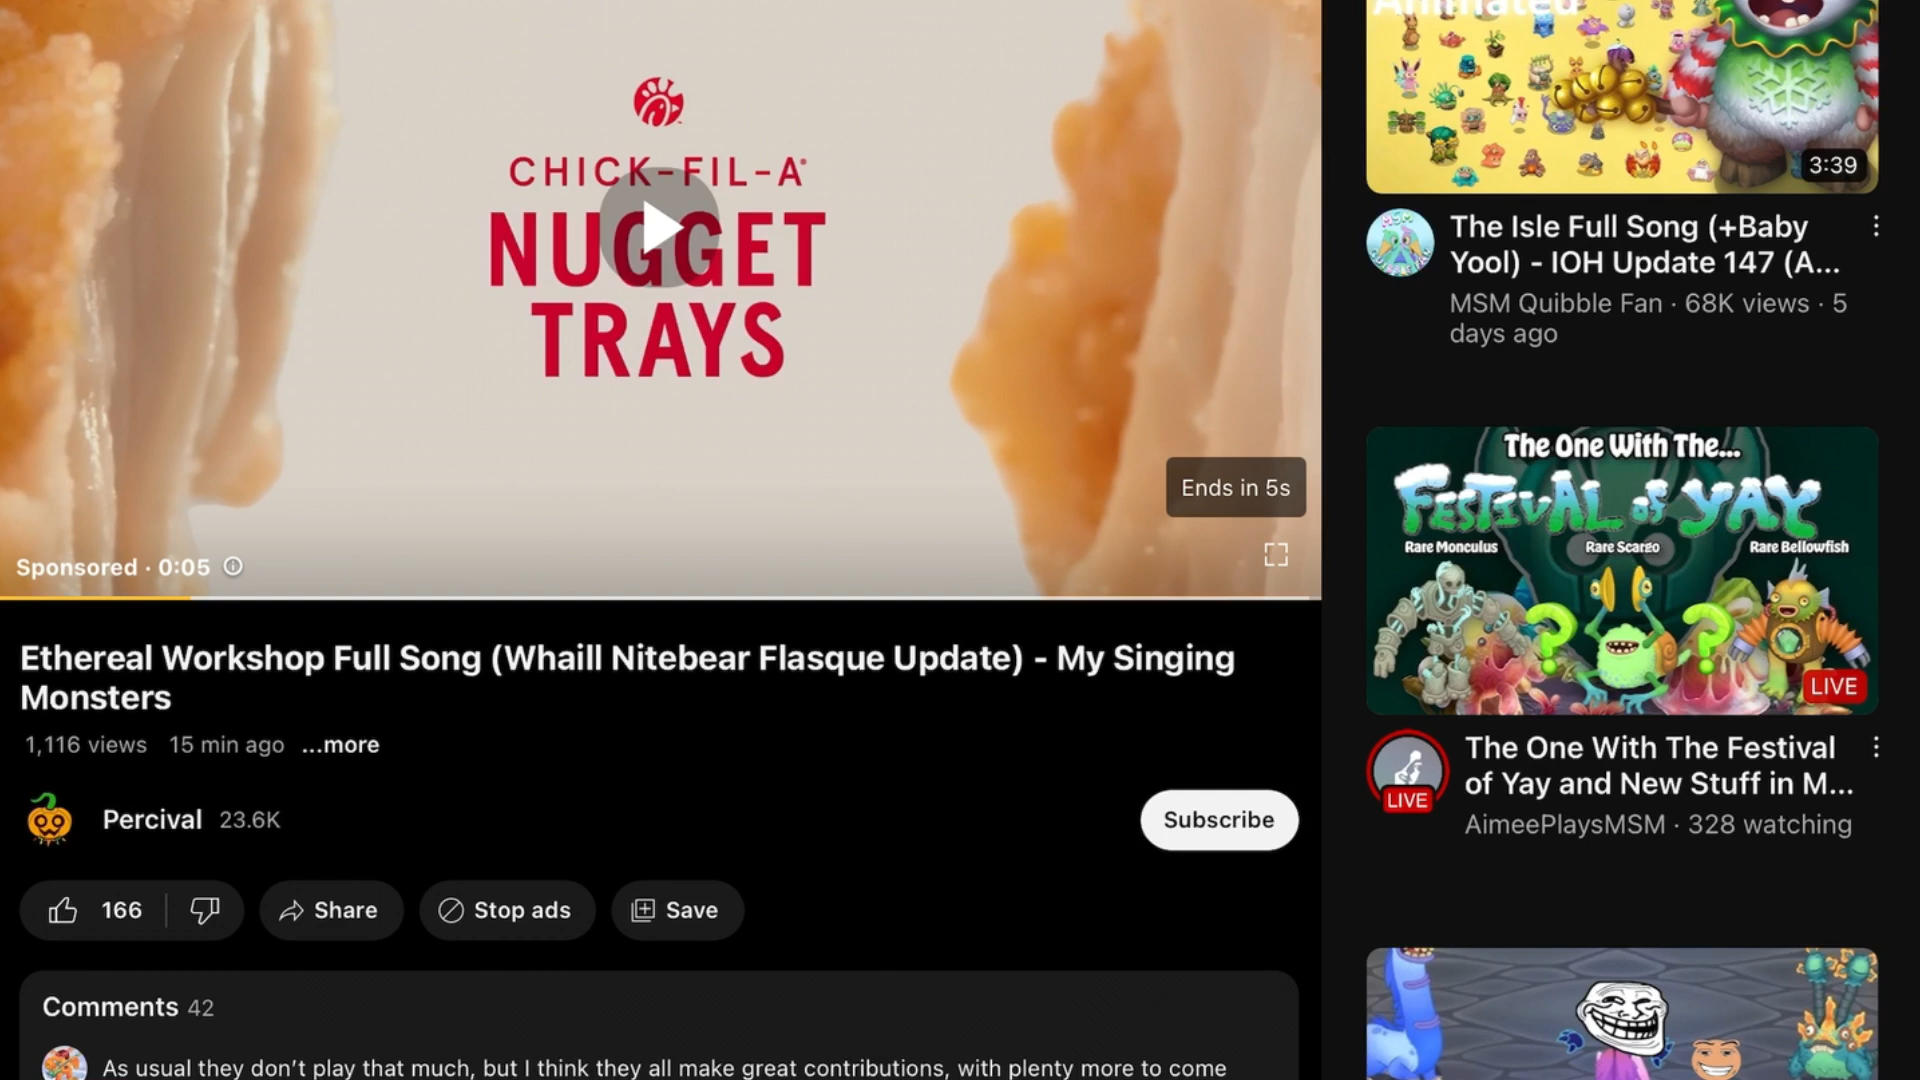 CHICK-FIL-A
NUGGET
TRAYS
Ends in 5s
Sponsored · 0:05
Ethereal Workshop Full Song (Whaill Nitebear Flasque Update) - My Singing
Monsters
1,116 views 15 min ago ...more
Percival 23.6K
Subscribe
166
Share
Stop ads
Save
Comments 42
As usual they don’t play that much, but I think they all make great contributions, with plenty more to come
Animated
3:39
The Isle Full Song (+Baby
Yool) - IOH Update 147 (A...
MSM Quibble Fan · 68K views · 5
days ago
The One With The...
FESTIVAL of YAY
Rare Monculus Rare Scargo Rare Bellowfish
LIVE
LIVE
The One With The Festival
of Yay and New Stuff in M...
AimeePlaysMSM · 328 watching